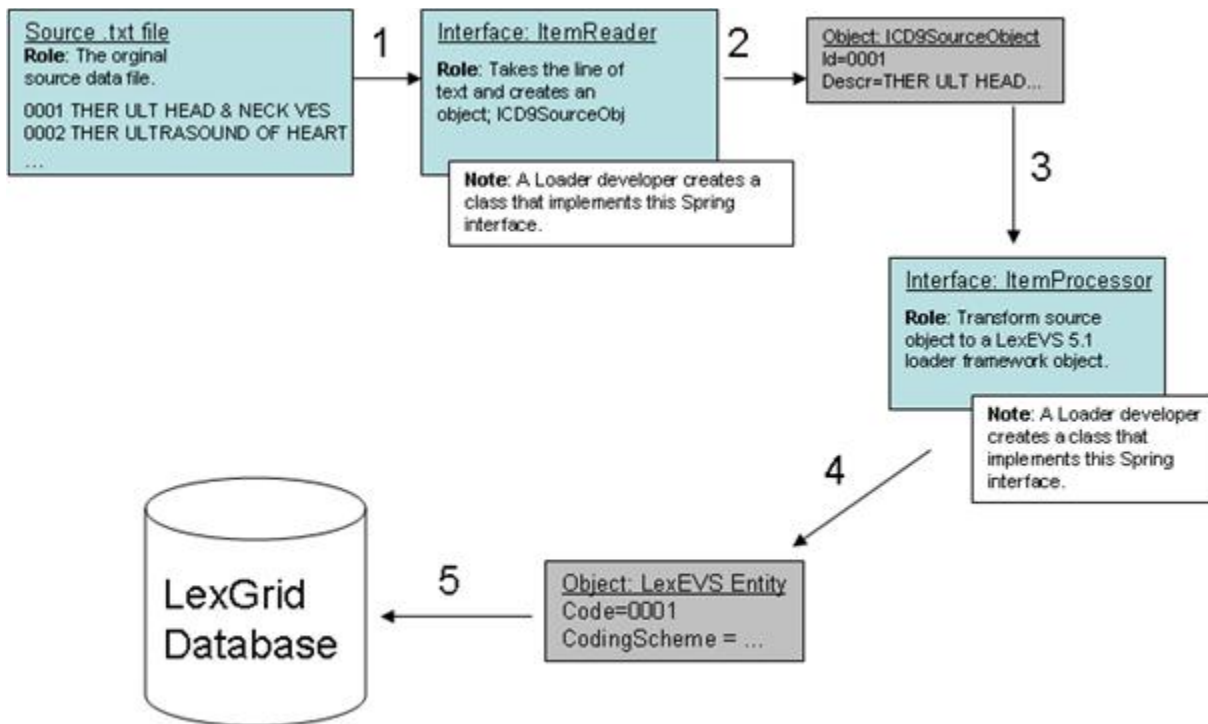 Source .txt file
Role: The orginal
source data file.
0001 THER ULT HEAD & NECK VES
0002 THER ULTRASOUND OF HEART
...
1
Interface: ItemReader
Role: Takes the line of
text and creates an
object; ICD9SourceObj
Note: A Loader developer creates a
class that implements this Spring
interface.
2
Object: ICD9SourceObject
Id=0001
Descr=THER ULT HEAD...
3
Interface: ItemProcessor
Role: Transform source
object to a LexEVS 5.1
loader framework object.
Note: A Loader developer
creates a class that
implements this Spring
interface.
4
Object: LexEVS Entity
Code=0001
CodingScheme = ...
5
LexGrid
Database